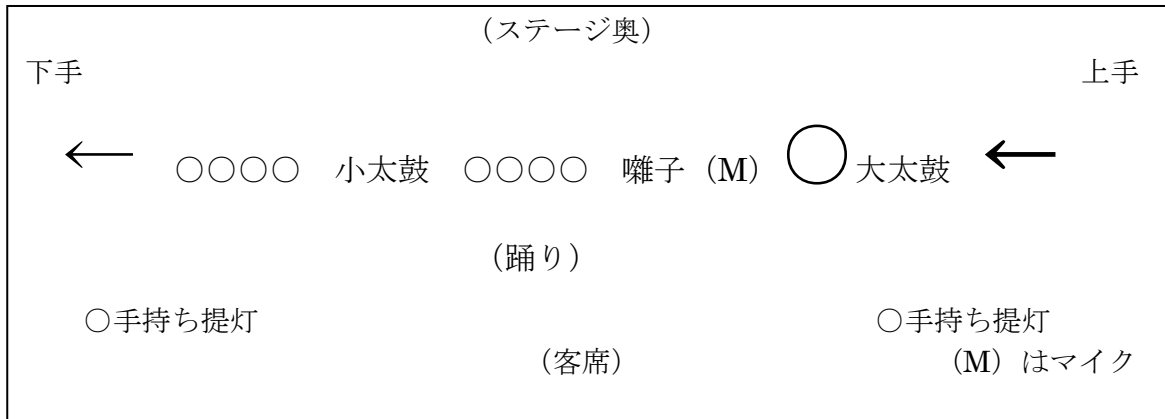 （ステージ奥）
下手 上手
← ○○○○ 小太鼓 ○○○○ 囃子（M） ○大太鼓 ←
（踊り）
○手持ち提灯 ○手持ち提灯
（客席） （M）はマイク